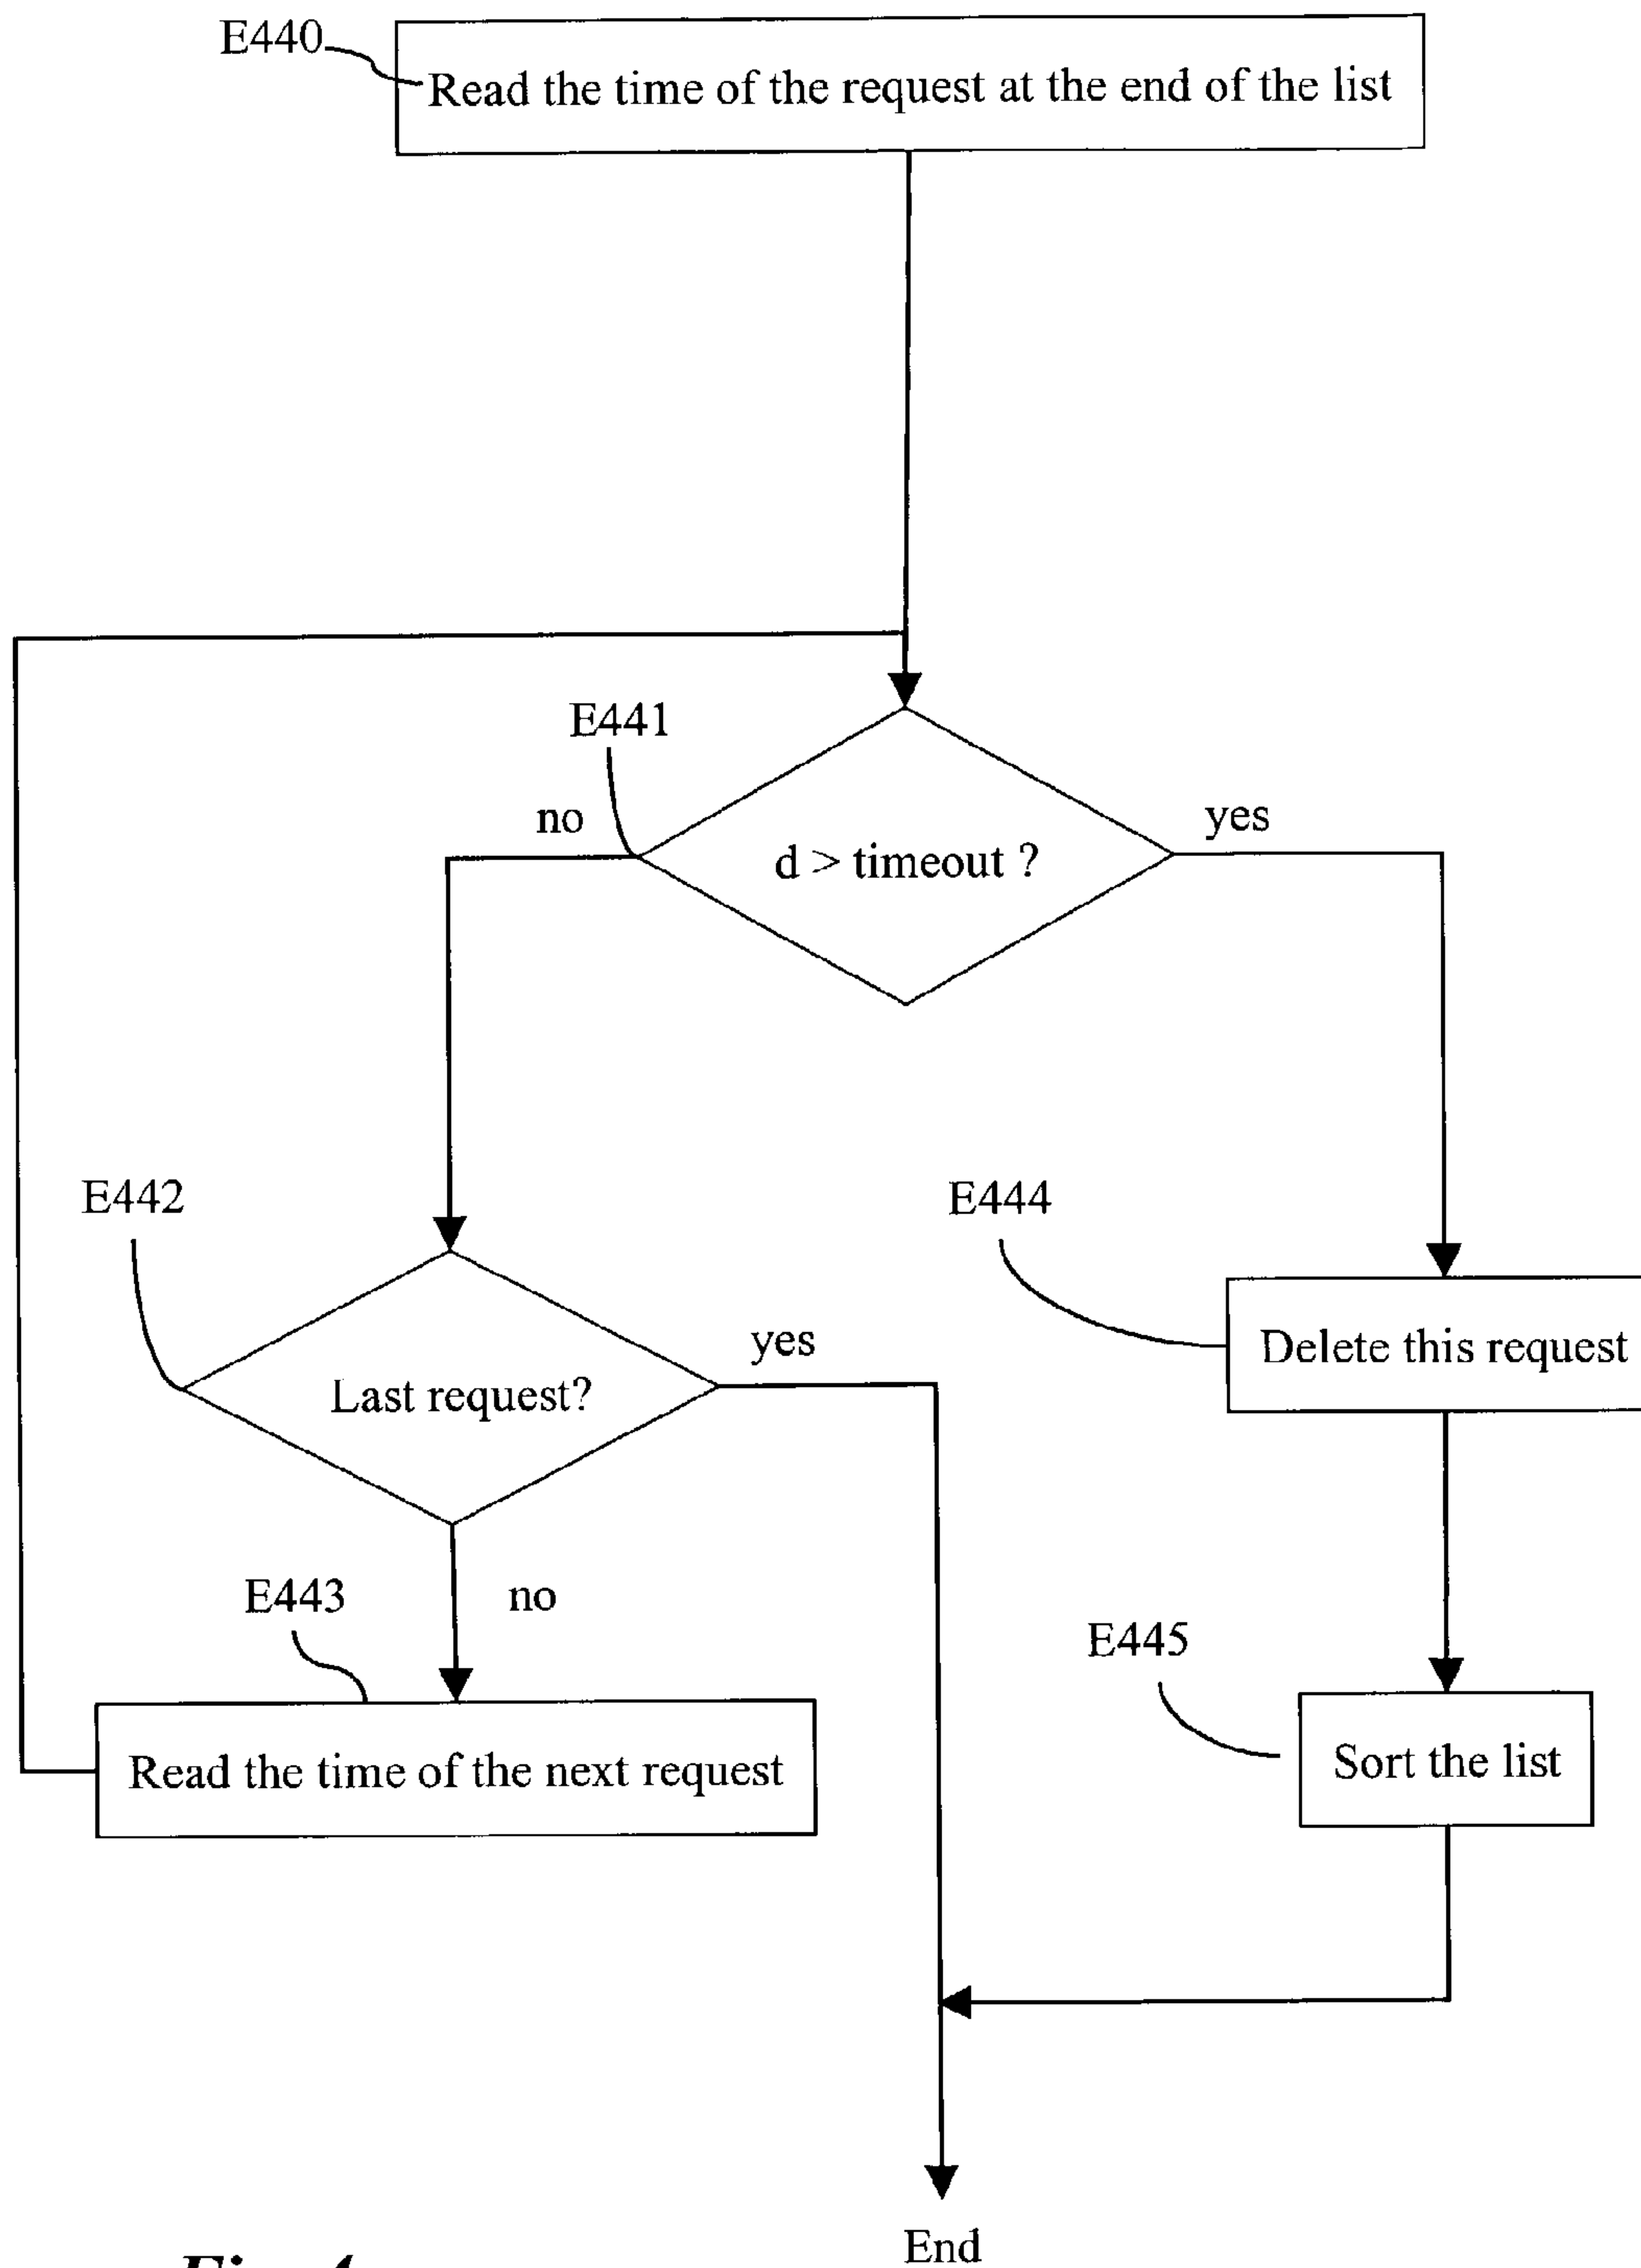 E440
Read the time of the request at the end of the list
E441
no
yes
d > timeout ?
E442
E444
yes
Delete this request
Last request?
E443
no
E445
Read the time of the next request
Sort the list
End